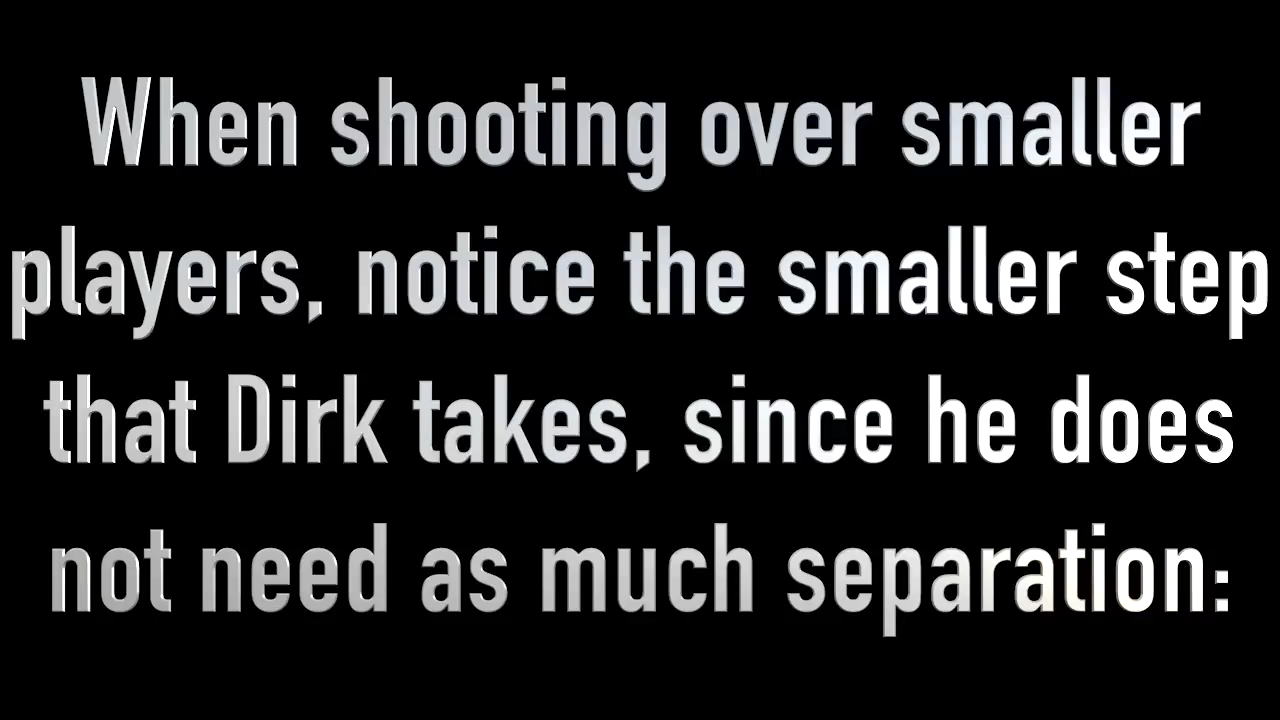 When shooting over smaller
players, notice the smaller step
that Dirk takes, since he does
not need as much separation: